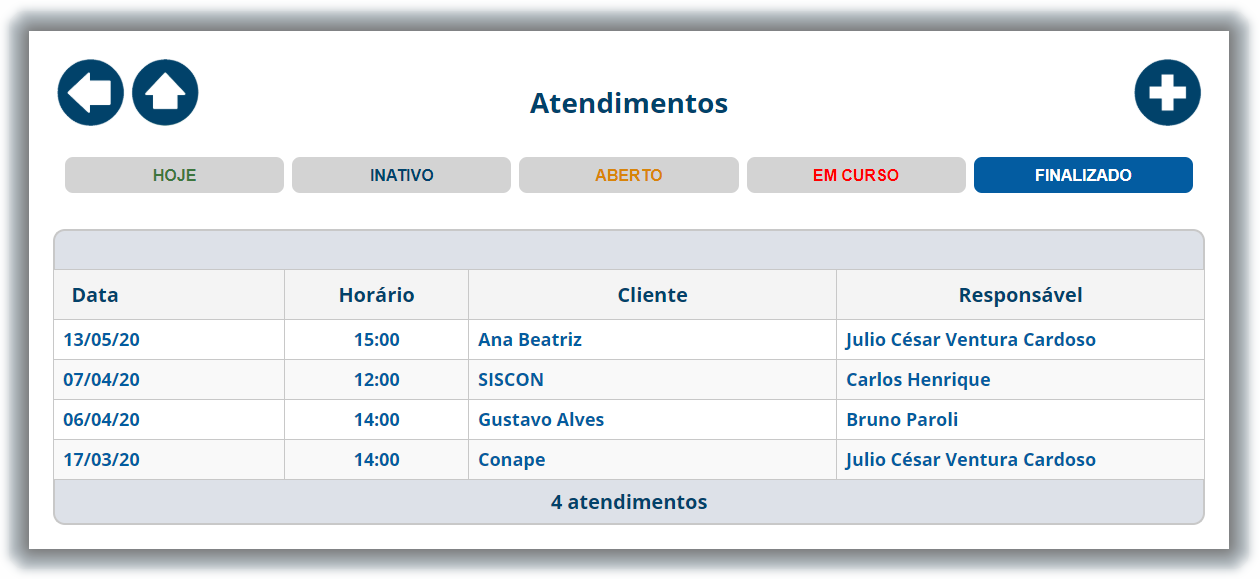 Atendimentos
HOJE INATIVO ABERTO EM CURSO FINALIZADO
Data Horário Cliente Responsável
13/05/20 15:00 Ana Beatriz Julio César Ventura Cardoso
07/04/20 12:00 SISCON Carlos Henrique
06/04/20 14:00 Gustavo Alves Bruno Paroli
17/03/20 14:00 Conape Julio César Ventura Cardoso
4 atendimentos